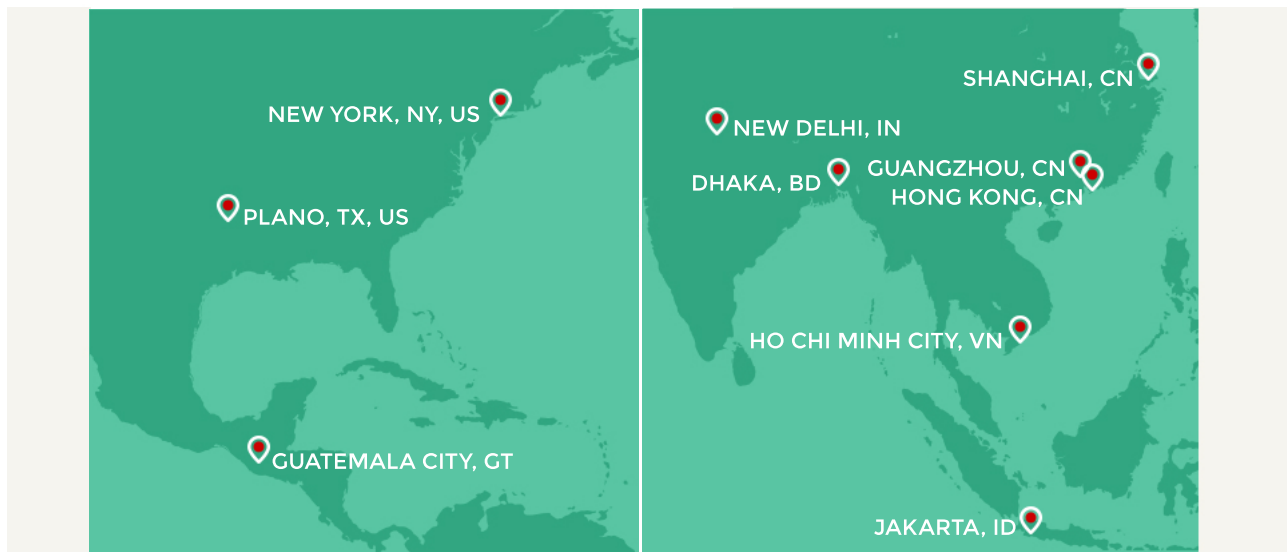 NEW YORK, NY, US
PLANO, TX, US
GUATEMALA CITY, GT
SHANGHAI, CN
NEW DELHI, IN
GUANGZHOU, CN
DHAKA, BD
HONG KONG, CN
HO CHI MINH CITY, VN
JAKARTA, ID